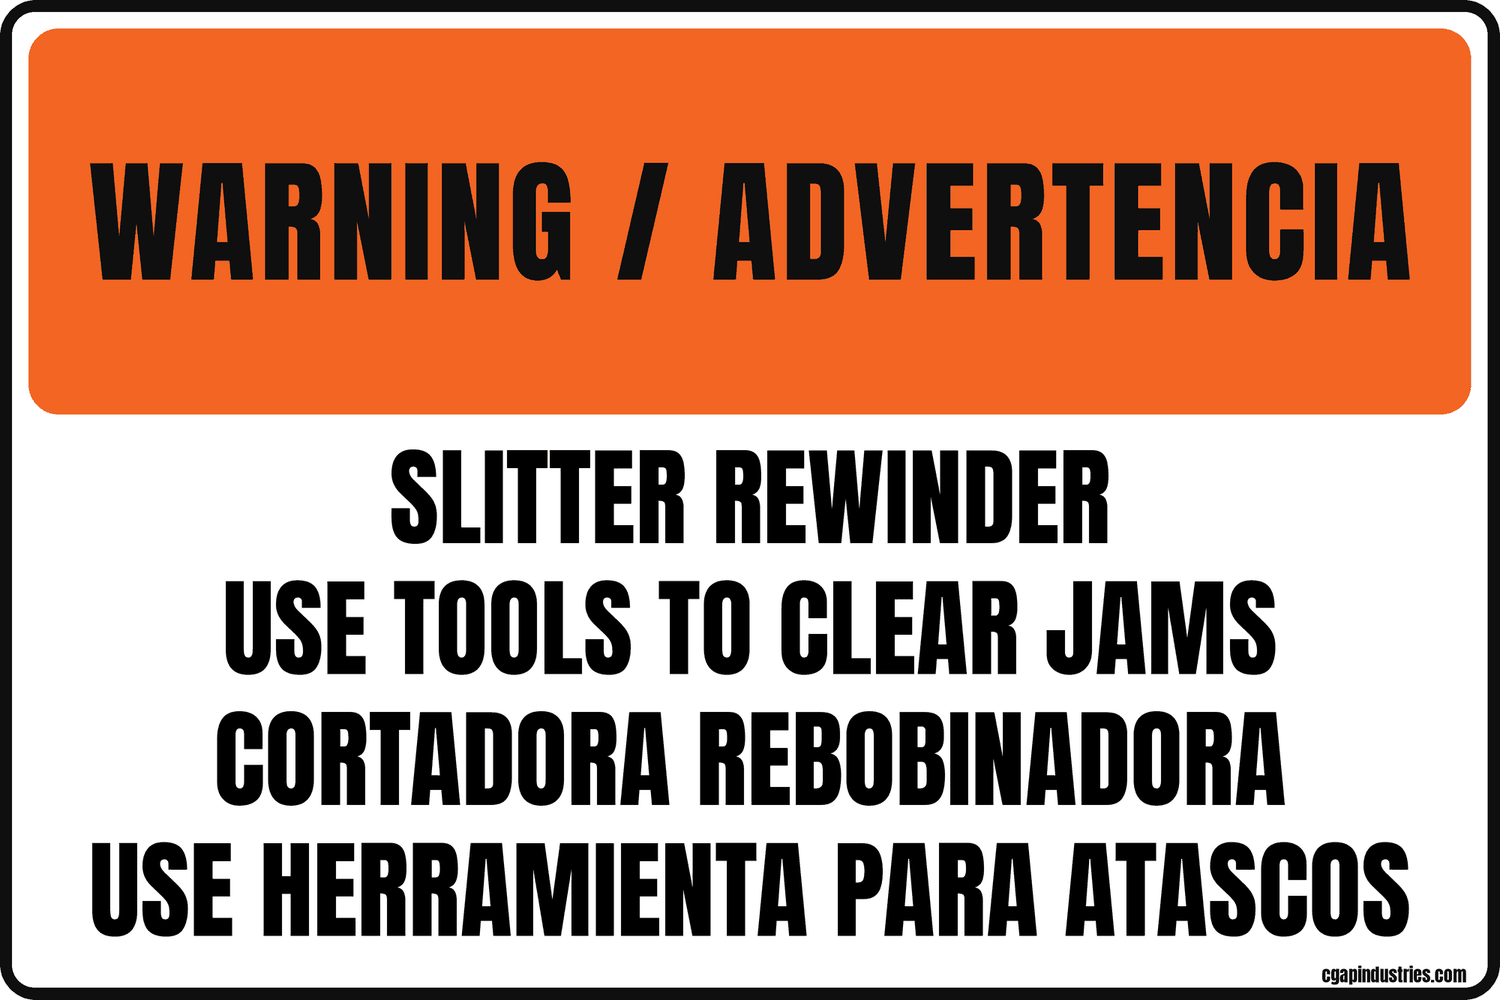 WARNING / ADVERTENCIA
SLITTER REWINDER
USE TOOLS TO CLEAR JAMS
CORTADORA REBOBINADORA
USE HERRAMIENTA PARA ATASCOS
cgapindustries.com